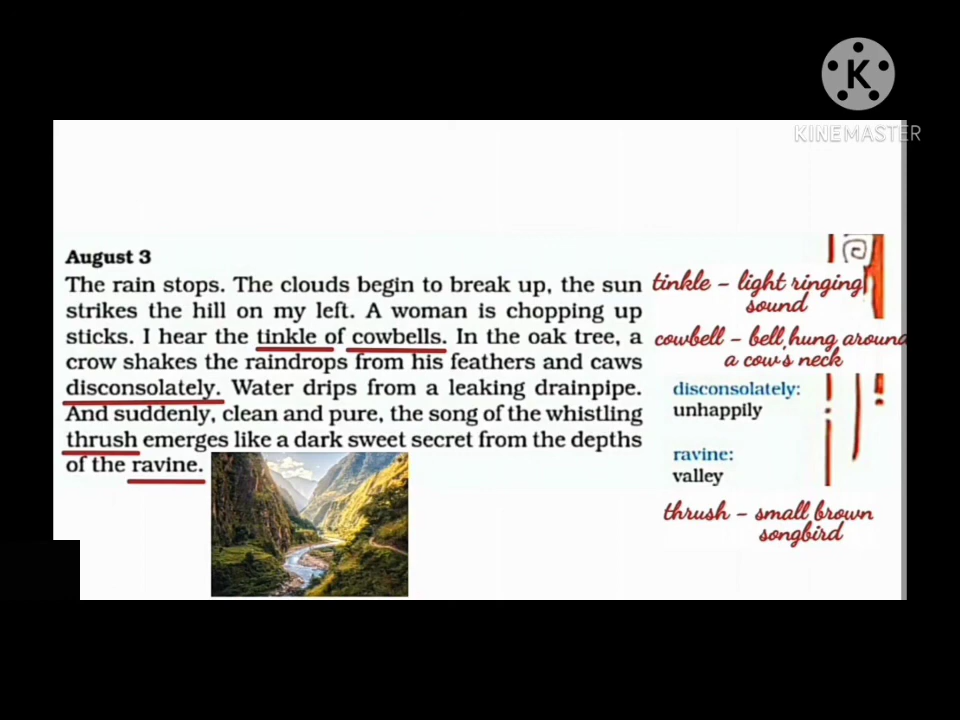 K
KINEMASTER
August 3
The rain stops. The clouds begin to break up, the sun
strikes the hill on my left. A woman is chopping up
sticks. I hear the tinkle of cowbells. In the oak tree, a
crow shakes the raindrops from his feathers and caws
disconsolately. Water drips from a leaking drainpipe.
And suddenly, clean and pure, the song of the whistling
thrush emerges like a dark sweet secret from the depths
of the ravine.
tinkle – light ringing
sound
cowbell – bell hung around
a cow's neck
disconsolately:
unhappily
ravine:
valley
thrush – small brown
songbird